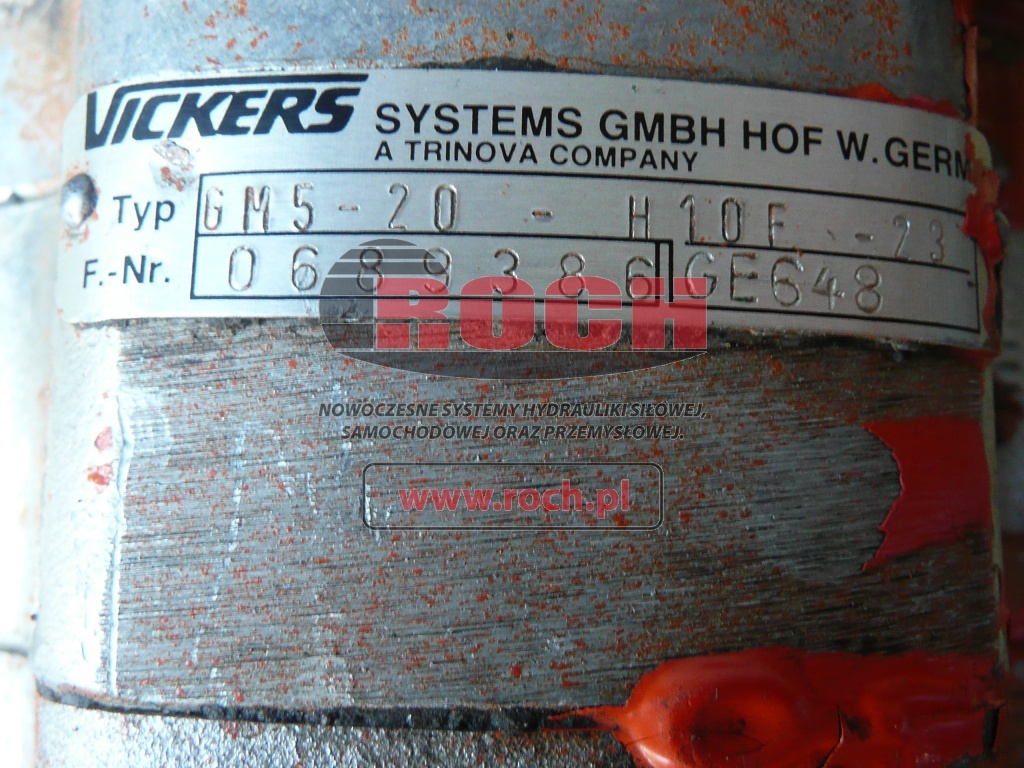 VICKERS SYSTEMS GMBH HOF W. GERM
A TRINOVA COMPANY
Typ GM5-20 - H10F -23
F.-Nr. 0689386 GE648 -
ROCH
NOWOCZESNE SYSTEMY HYDRAULIKI SIŁOWEJ,
SAMOCHODOWEJ ORAZ PRZEMYSŁOWEJ.
www.roch.pl